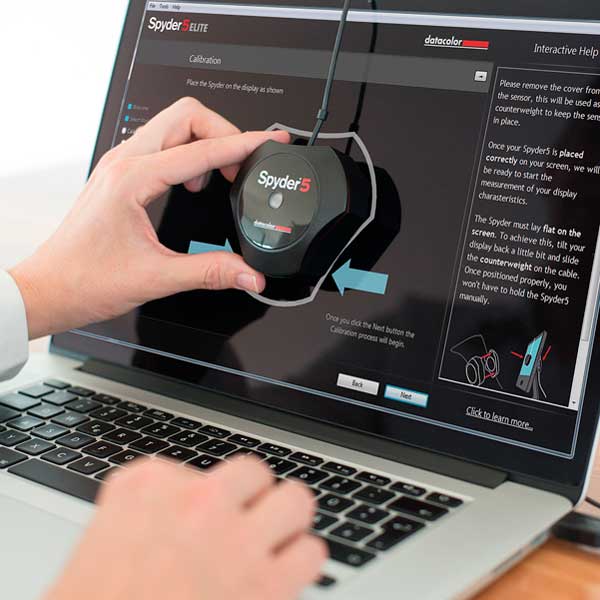 File Tools Help
Spyder5ELITE
datacolor
Interactive Help
Calibration
Place the Spyder on the display as shown
Spyder5
datacolor
Once you click the Next button the
Calibration process will begin.
Back
Next
Please remove the cover from
the sensor, this will be used as
counterweight to keep the sens
in place.
Once your Spyder5 is placed
correctly on your screen, we will
be ready to start the
measurement of your display
charasteristics.
The Spyder must lay flat on the
screen. To achieve this, tilt your
display back a little bit and slide
the counterweight on the cable.
Once positioned properly, you
won't have to hold the Spyder5
manually.
Click to learn more...